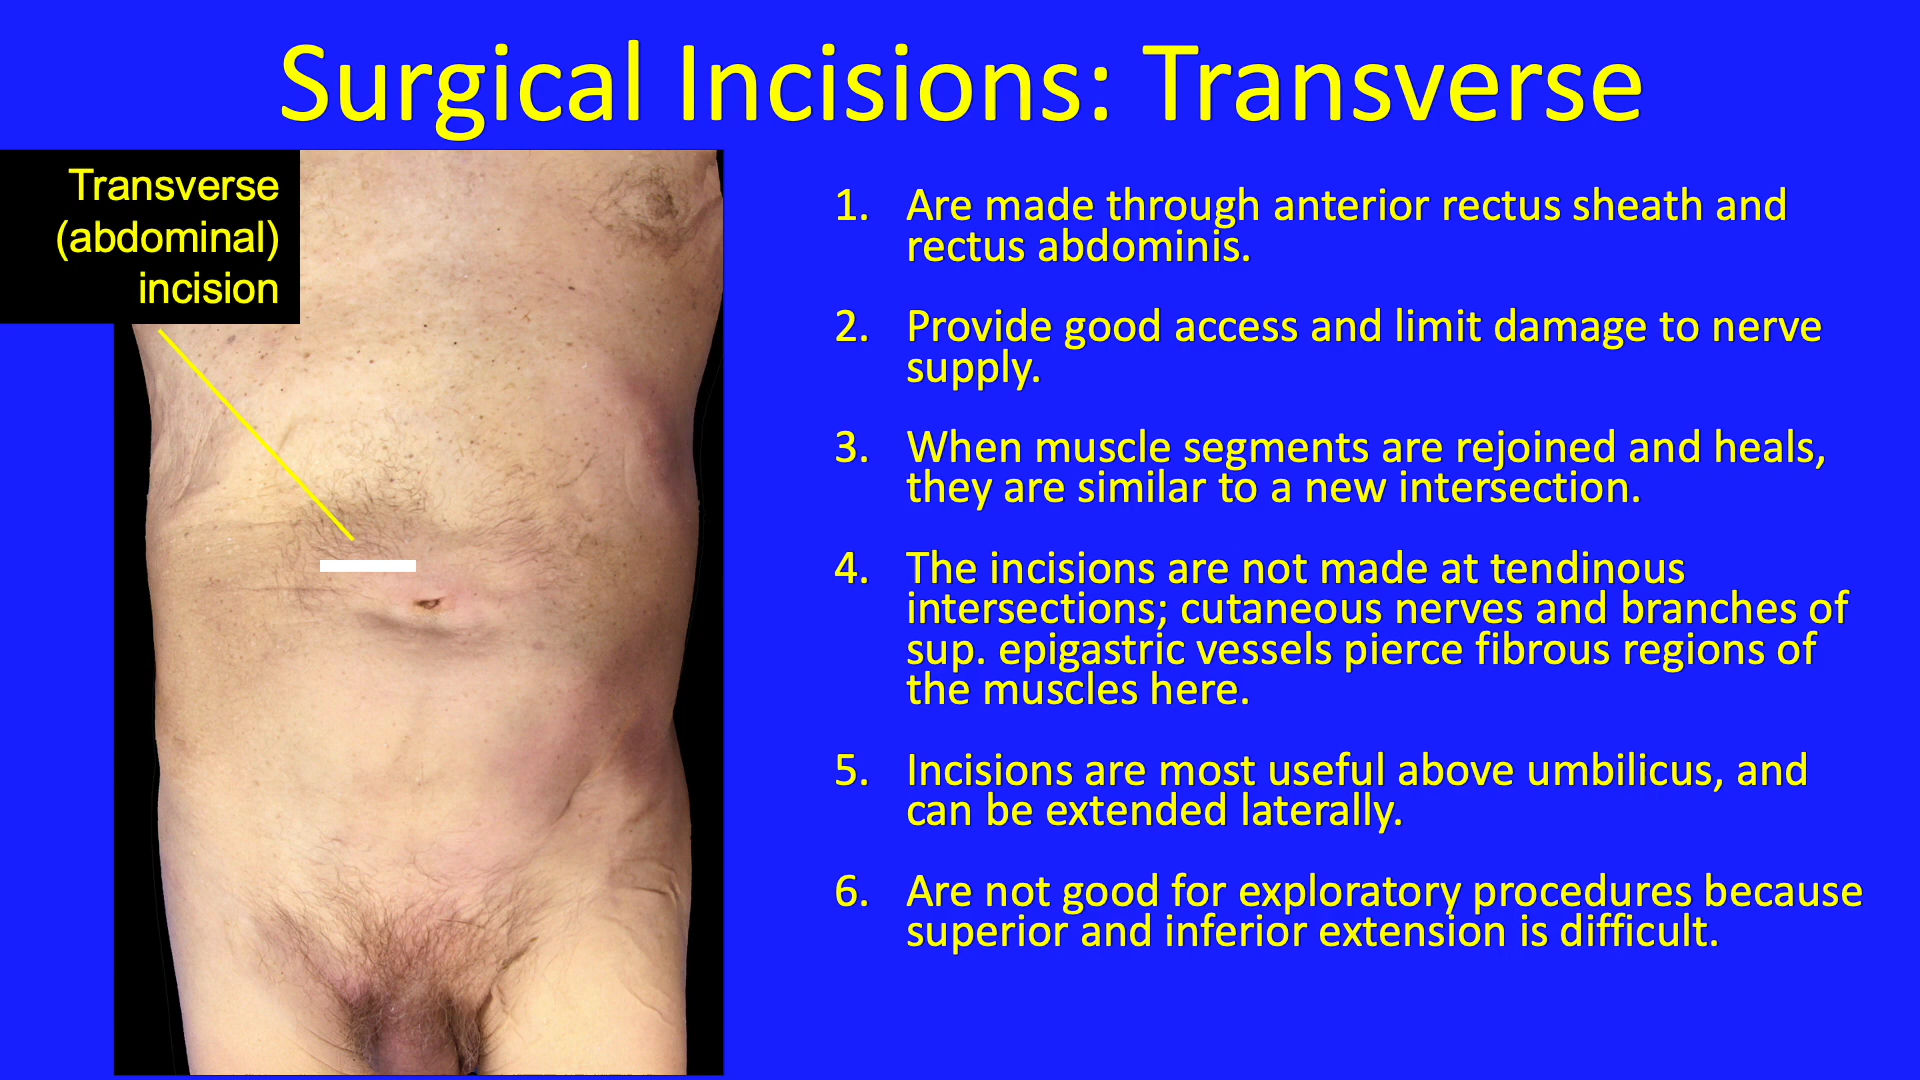 Surgical Incisions: Transverse
Transverse
(abdominal)
incision
1. Are made through anterior rectus sheath and
rectus abdominis.
2. Provide good access and limit damage to nerve
supply.
3. When muscle segments are rejoined and heals,
they are similar to a new intersection.
4. The incisions are not made at tendinous
intersections; cutaneous nerves and branches of
sup. epigastric vessels pierce fibrous regions of
the muscles here.
5. Incisions are most useful above umbilicus, and
can be extended laterally.
6. Are not good for exploratory procedures because
superior and inferior extension is difficult.